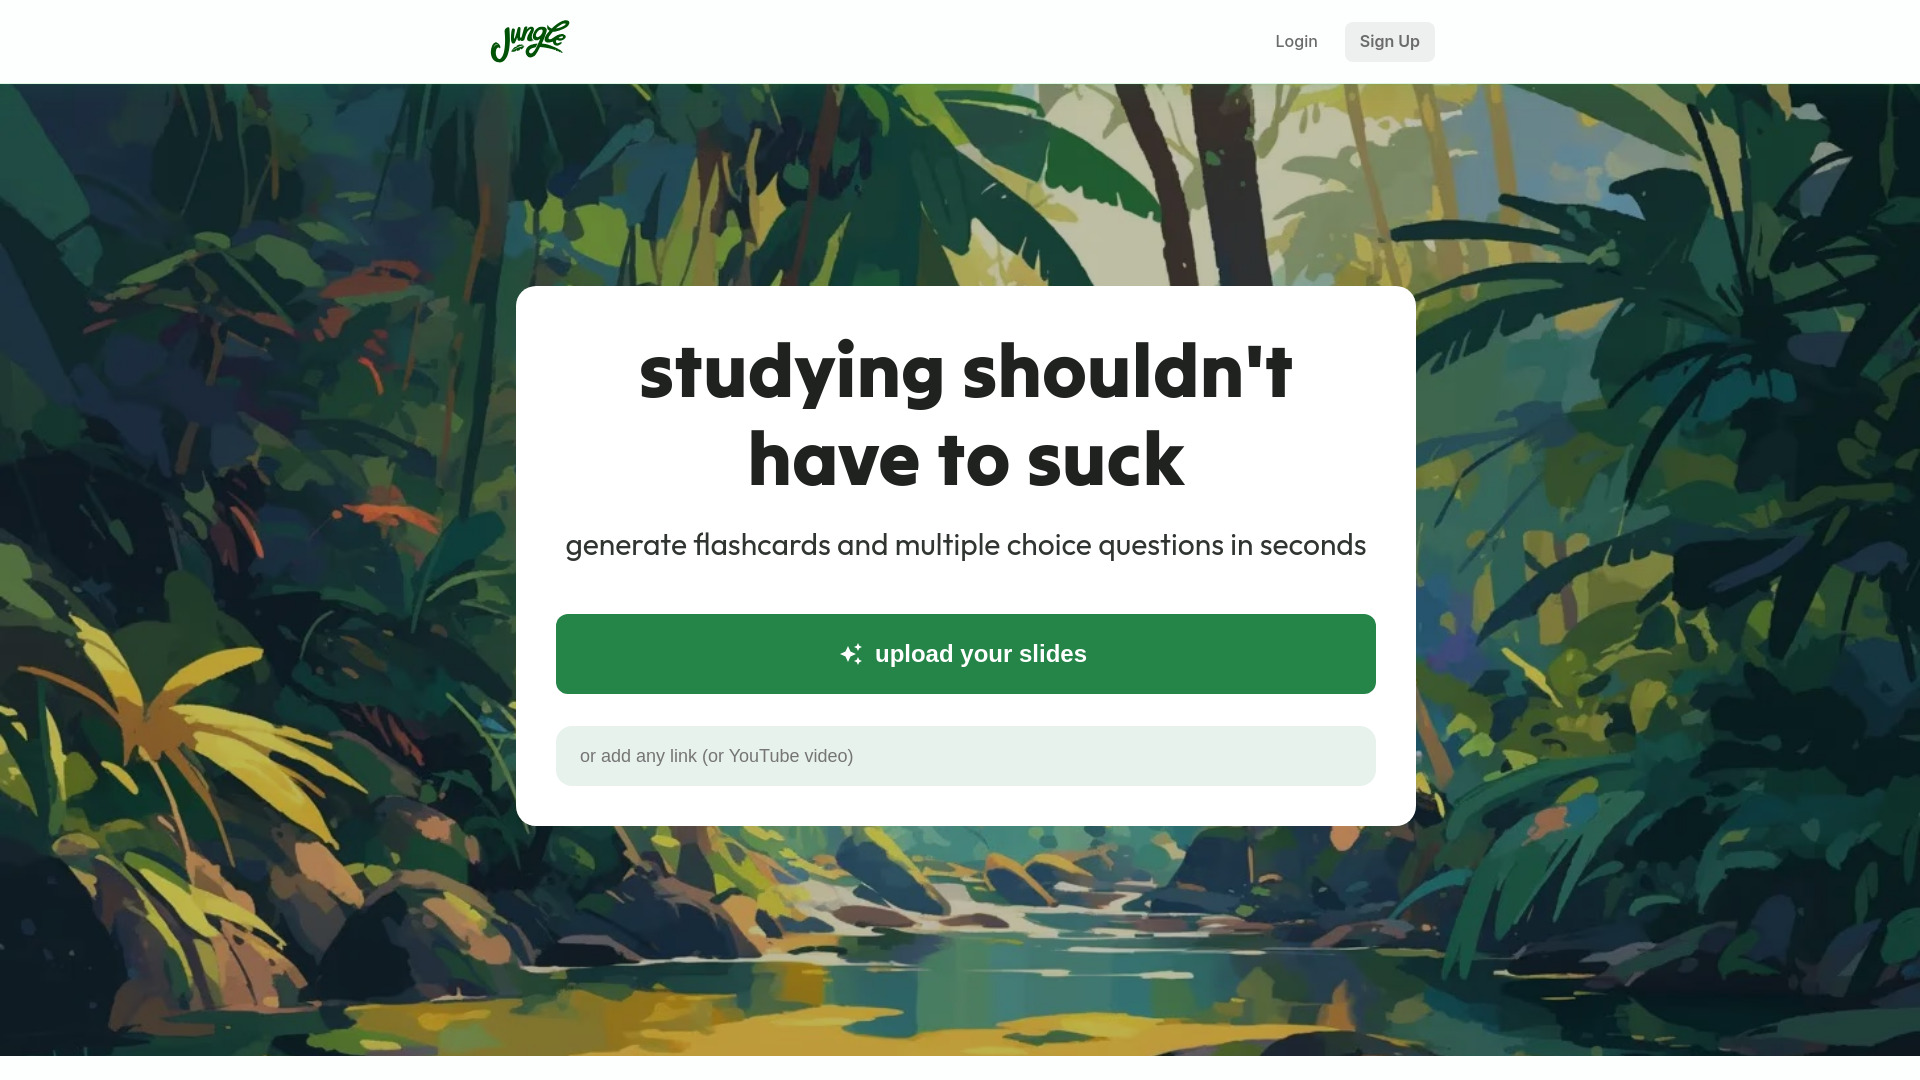 Jungle
Login
Sign Up
studying shouldn't
have to suck
generate flashcards and multiple choice questions in seconds
upload your slides
or add any link (or YouTube video)